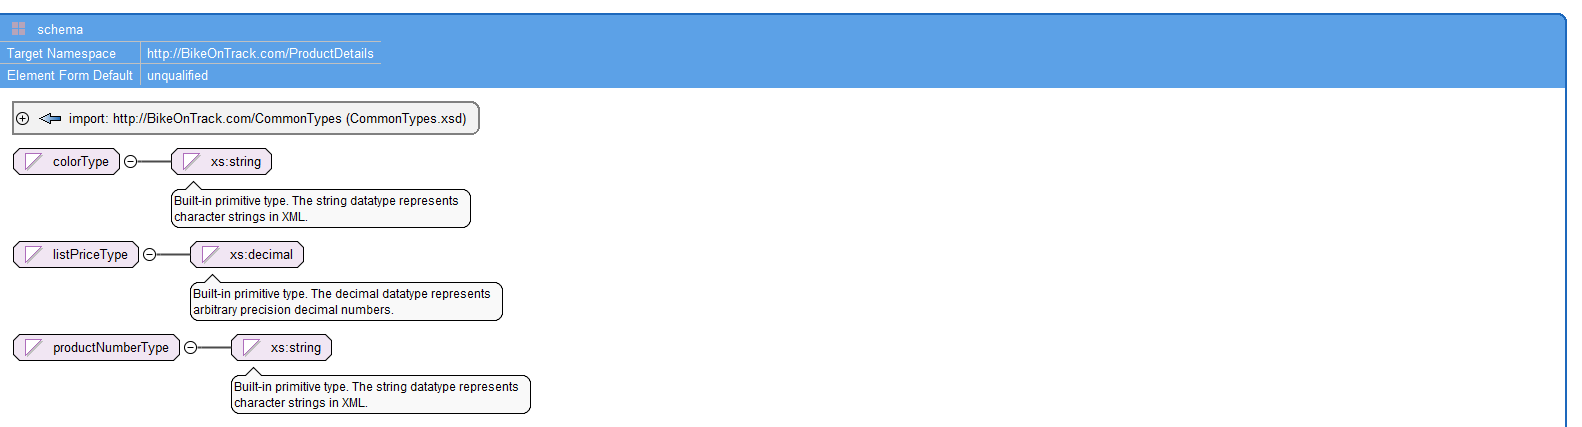 schema
Target Namespace http://BikeOnTrack.com/ProductDetails
Element Form Default unqualified
import: http://BikeOnTrack.com/CommonTypes (CommonTypes.xsd)
colorType xs:string
Built-in primitive type. The string datatype represents
character strings in XML.
listPriceType xs:decimal
Built-in primitive type. The decimal datatype represents
arbitrary precision decimal numbers.
productNumberType xs:string
Built-in primitive type. The string datatype represents
character strings in XML.